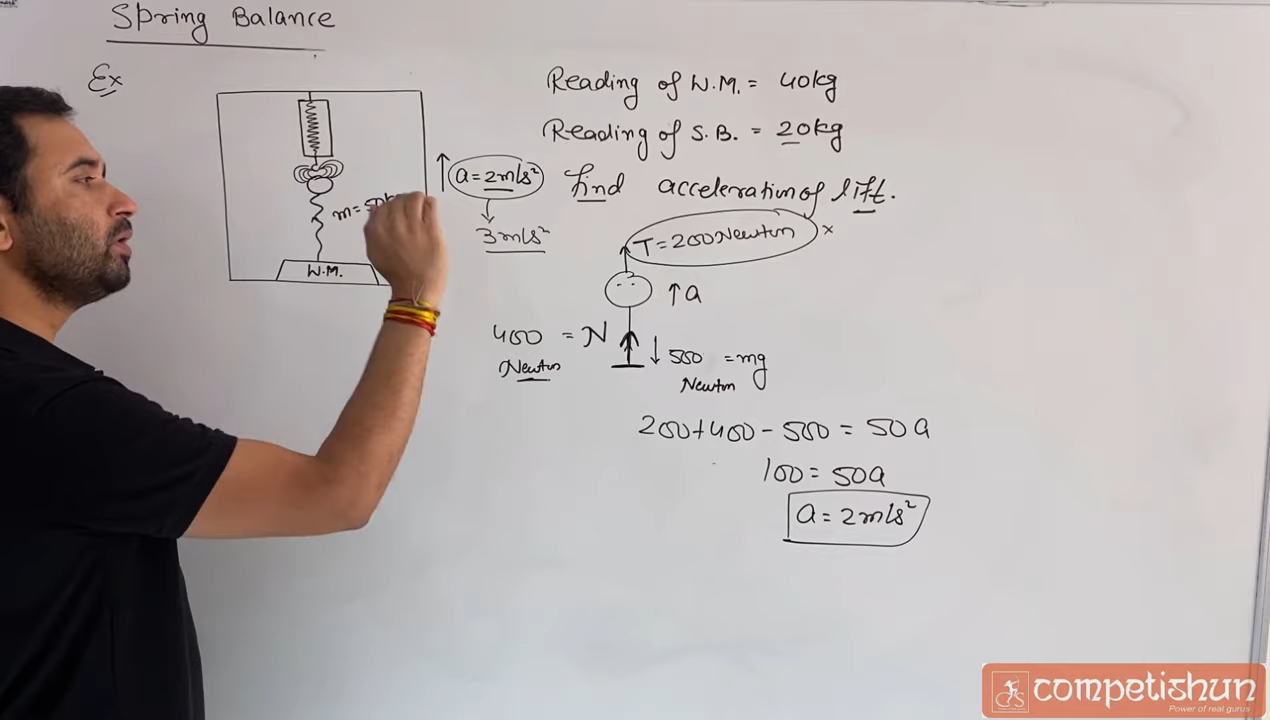 Spring Balance
Ex
Reading of W.M. = 40kg
Reading of S.B. = 20kg
find acceleration of lift.
a = 2m/s²
3m/s²
m = 50k
W.M.
T = 200 Newton ×
↑ a
400 = N
Newton
↓ 500 = mg
Newton
200 + 400 - 500 = 50a
100 = 50a
a = 2m/s²
competishun
Power of real gurus